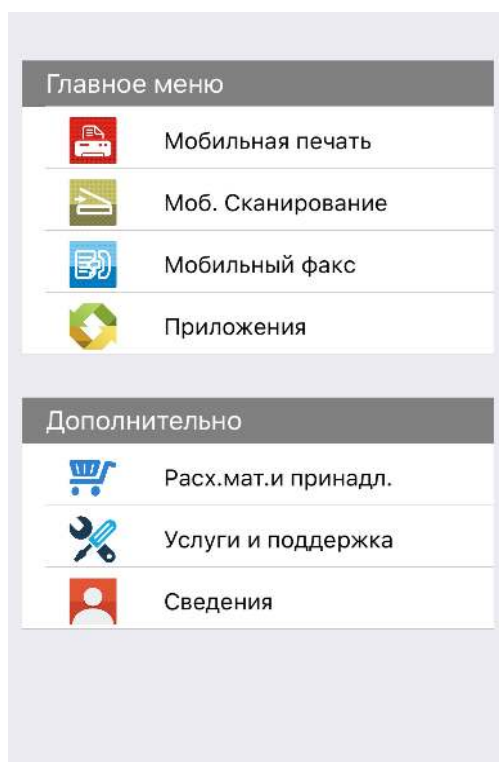 Главное меню
Мобильная печать
Моб. Сканирование
Мобильный факс
Приложения
Дополнительно
Расх.мат.и принадл.
Услуги и поддержка
Сведения